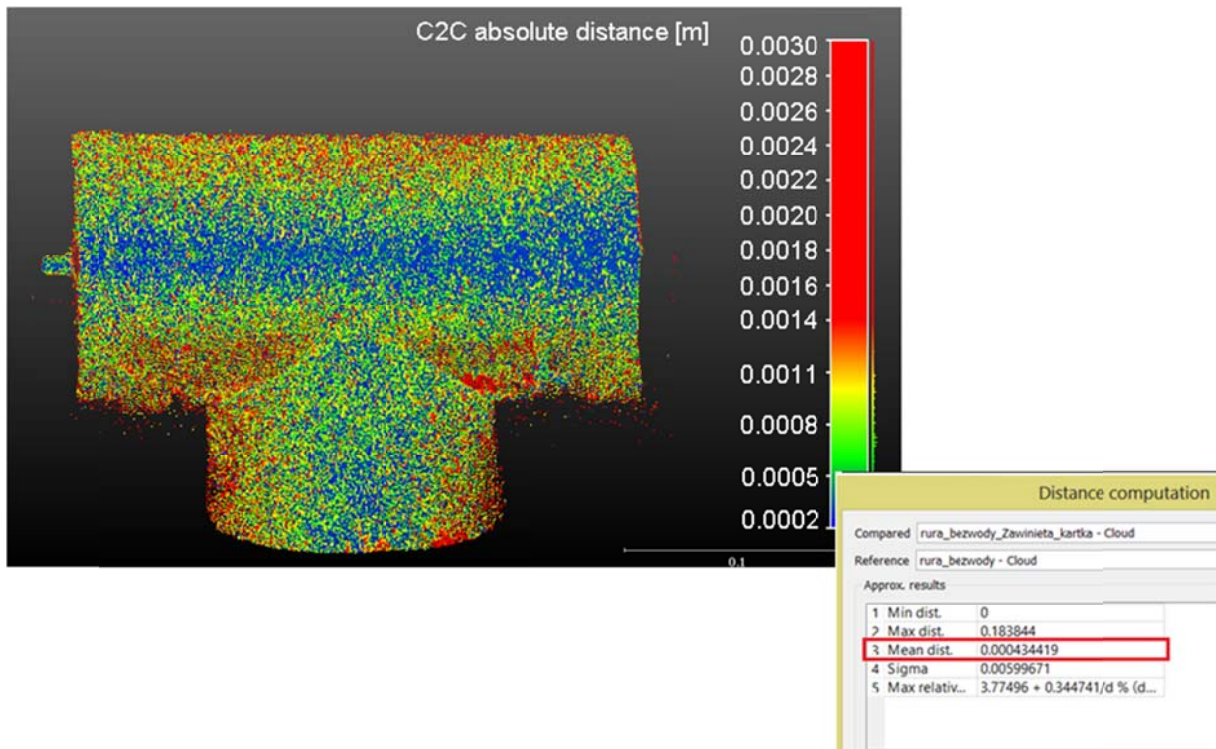 C2C absolute distance [m]
0.0030
0.0028
0.0026
0.0024
0.0022
0.0020
0.0018
0.0016
0.0014
0.0011
0.0008
0.0005
0.0002
0.1
Distance computation
Compared rura_bezwody_Zawinieta_kartka - Cloud
Reference rura_bezwody - Cloud
Approx. results
1 Min dist. 0
2 Max dist. 0.183844
3 Mean dist. 0.000434419
4 Sigma 0.00599671
5 Max relativ... 3.77496 + 0.344741/d % (d...